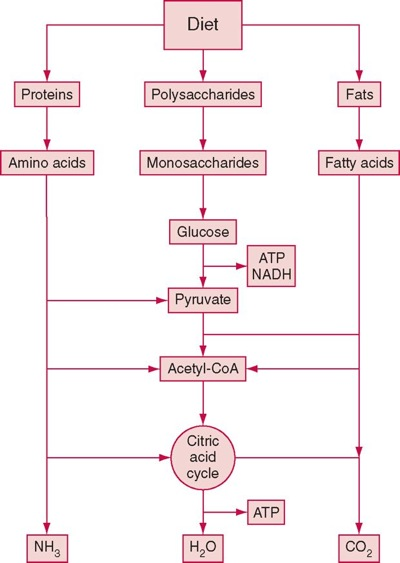 Diet
Proteins
Polysaccharides
Fats
Amino acids
Monosaccharides
Fatty acids
Glucose
ATP
NADH
Pyruvate
Acetyl-CoA
Citric
acid
cycle
ATP
NH₃
H₂O
CO₂